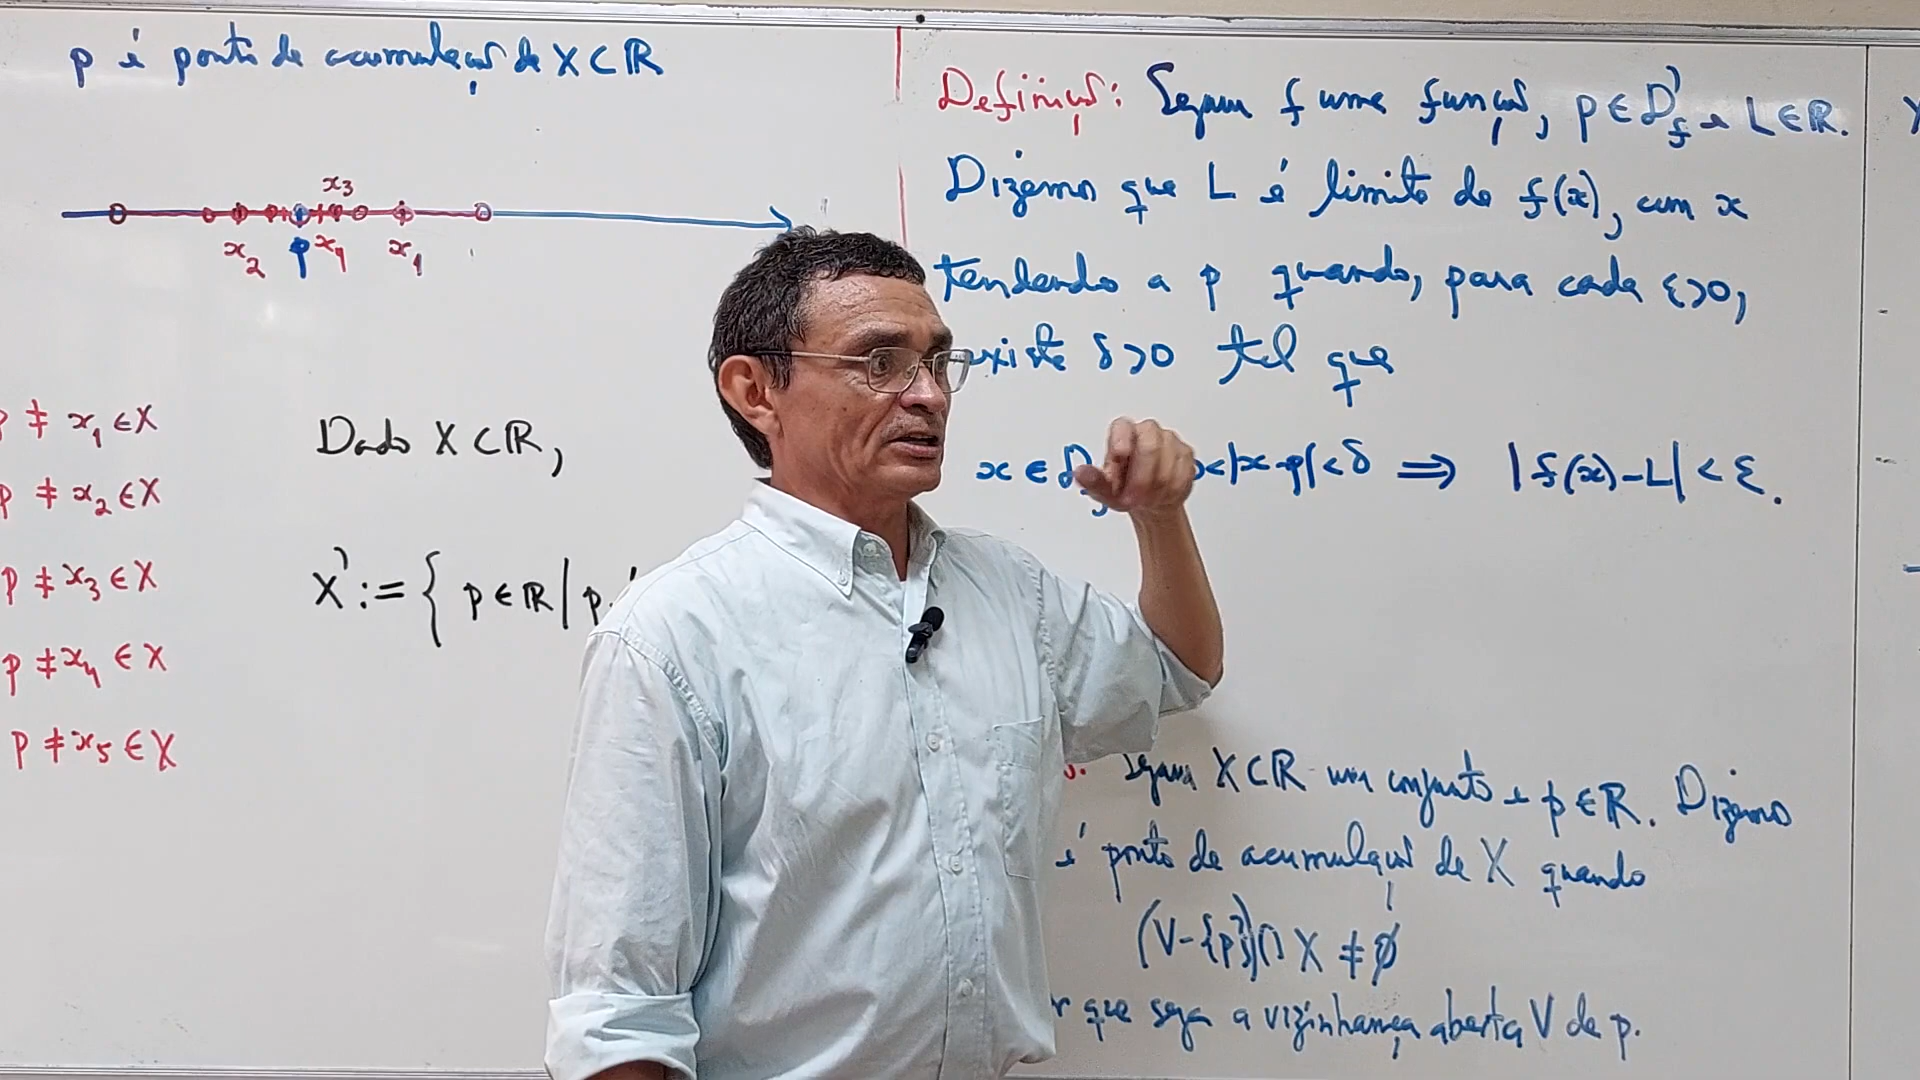 p é ponto de acumulação de X ⊂ ℝ
x₃
x₂ p x₄ x₁
p ≠ x₁ ∈ X
p ≠ x₂ ∈ X
p ≠ x₃ ∈ X
p ≠ x₄ ∈ X
p ≠ x₅ ∈ X
Dado X ⊂ ℝ,
X' := { p ∈ ℝ | p
Definição: Sejam f uma função, p ∈ D'_f e L ∈ ℝ.
Dizemos que L é limite de f(x), com x
tendendo a p quando, para cada ε > 0,
existe δ > 0 tal que
x ∈ D_f 0 < |x - p| < δ ⟹ |f(x) - L| < ε.
Sejam X ⊂ ℝ um conjunto e p ∈ ℝ. Dizemos
é ponto de acumulação de X quando
(V - {p}) ∩ X ≠ ∅
que seja a vizinhança aberta V de p.